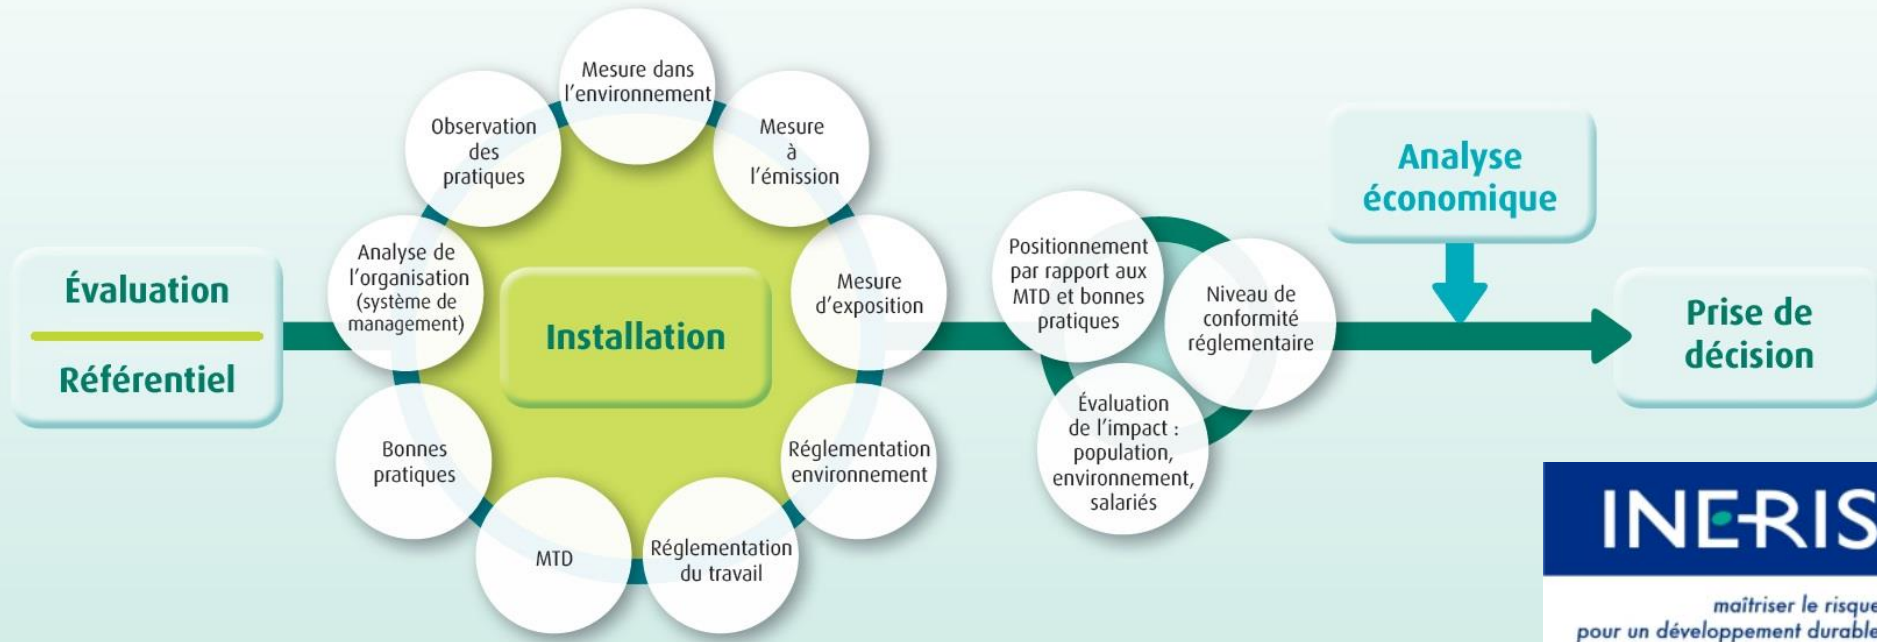 Évaluation
Référentiel
Analyse de
l'organisation
(système de
management)
Observation
des
pratiques
Mesure dans
l'environnement
Mesure
à
l'émission
Mesure
d'exposition
Installation
Bonnes
pratiques
MTD
Réglementation
du travail
Réglementation
environnement
Positionnement
par rapport aux
MTD et bonnes
pratiques
Niveau de
conformité
réglementaire
Évaluation
de l'impact :
population,
environnement,
salariés
Analyse
économique
Prise de
décision
INERIS
maîtriser le risque
pour un développement durable